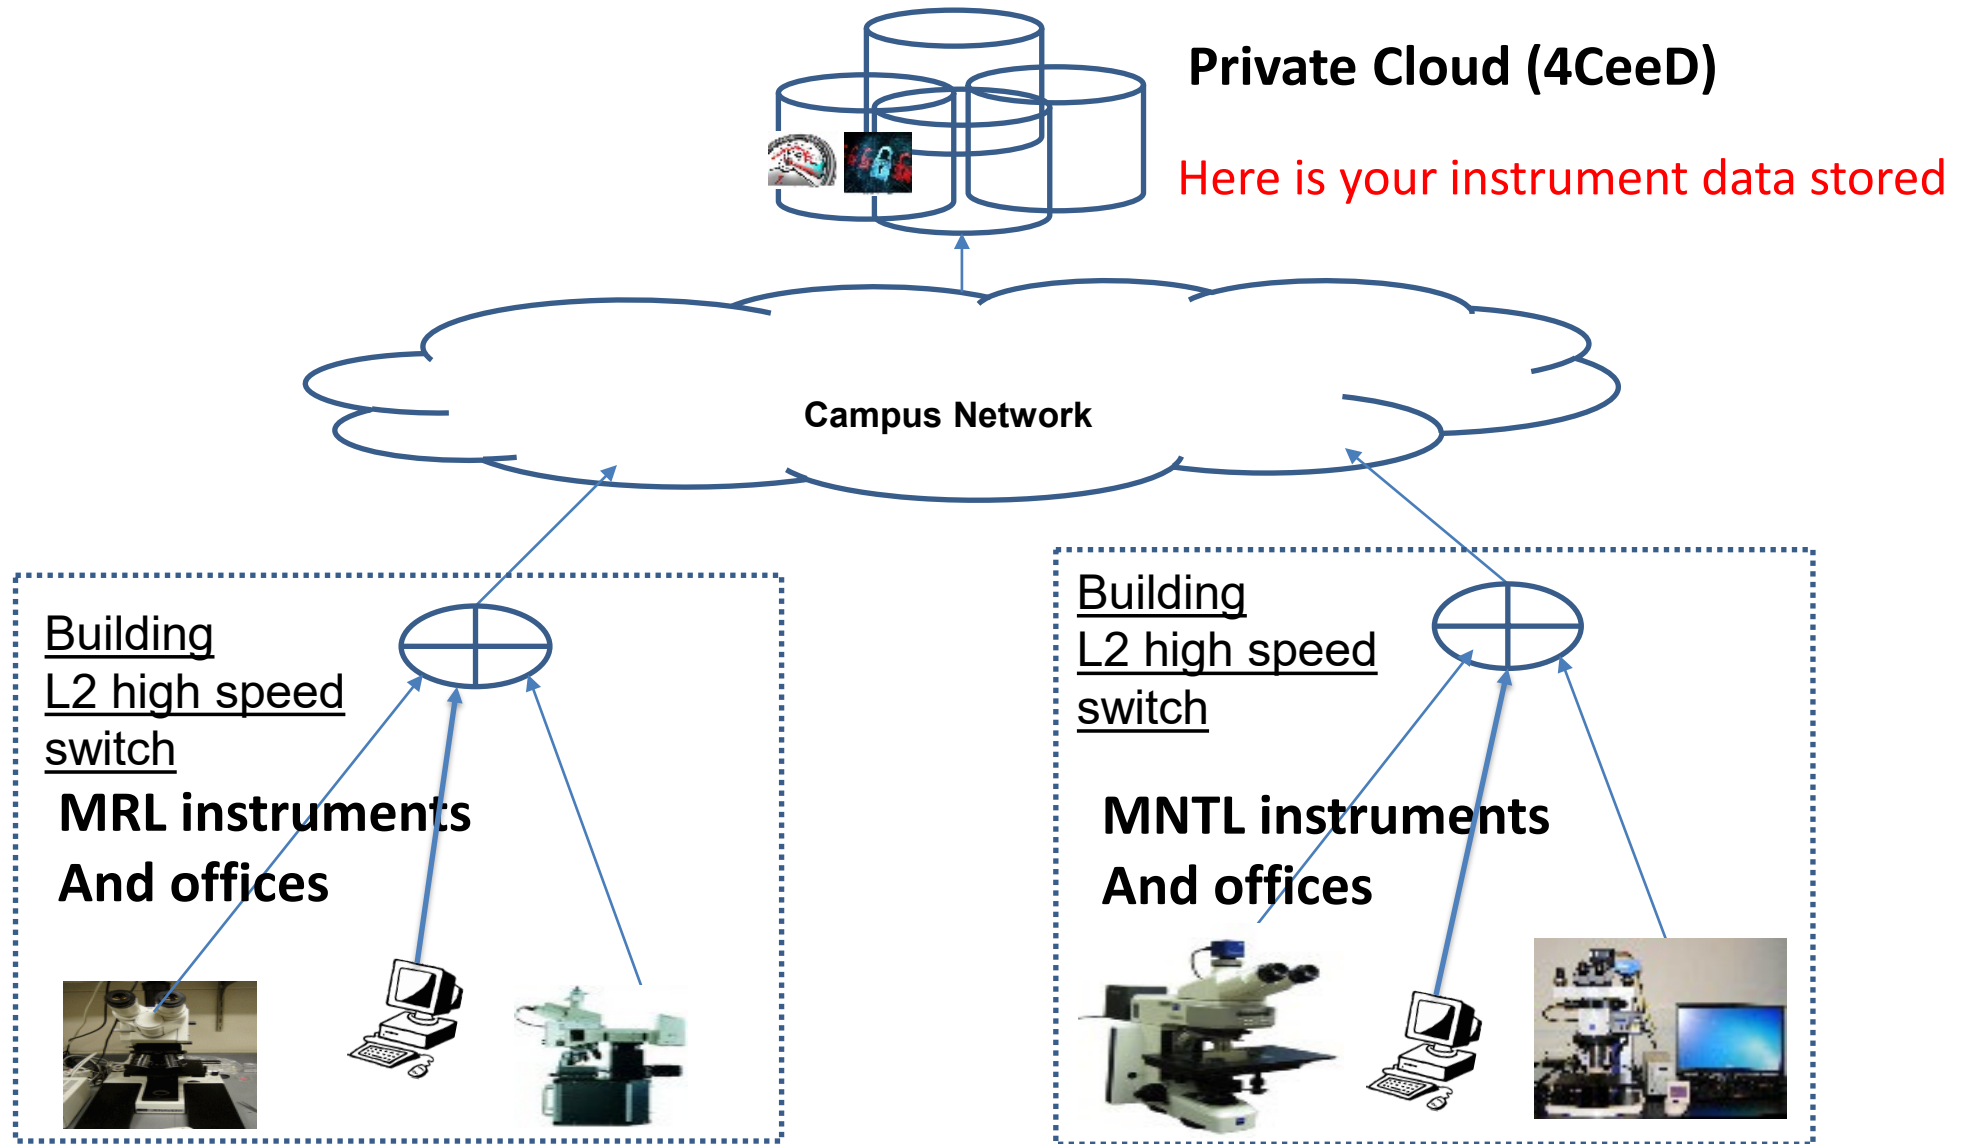 Private Cloud (4CeeD)
Here is your instrument data stored
Campus Network
Building
L2 high speed
switch
MRL instruments
And offices
Building
L2 high speed
switch
MNTL instruments
And offices